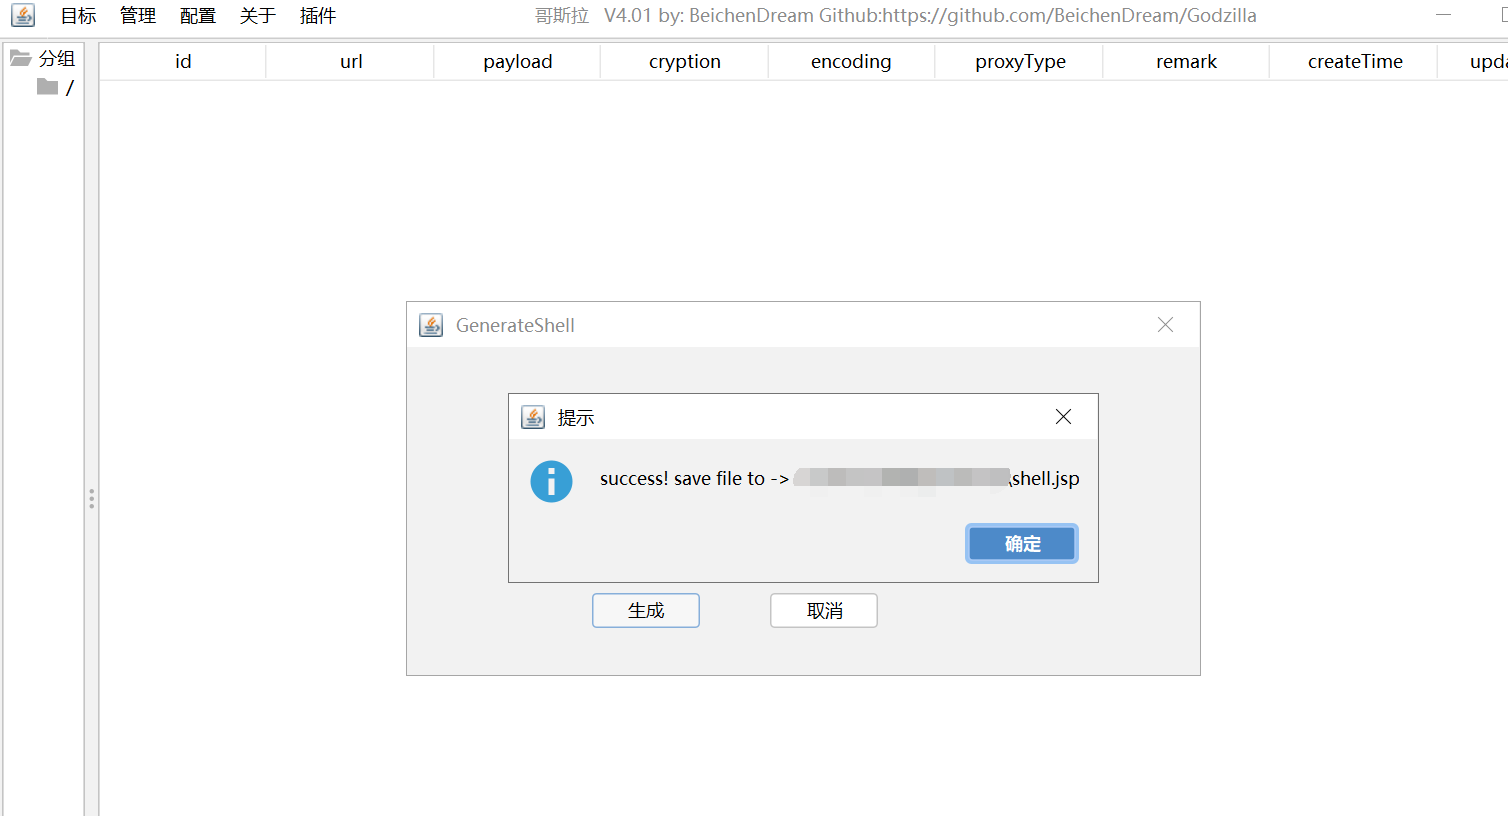 目标 管理 配置 关于 插件 哥斯拉 V4.01 by: BeichenDream Github:https://github.com/BeichenDream/Godzilla
分组 id url payload cryption encoding proxyType remark createTime
/
GenerateShell
提示
success! save file to -> \shell.jsp
确定
生成 取消